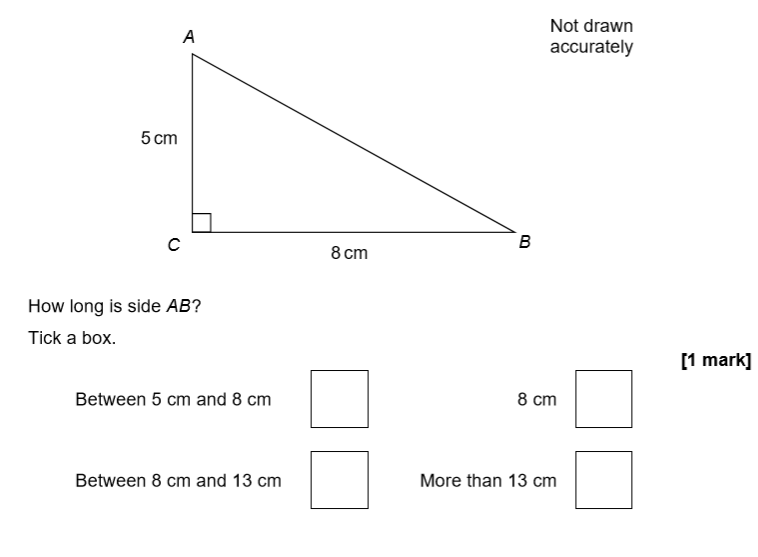 Not drawn
accurately
A
5 cm
C
B
8 cm
How long is side AB?
Tick a box.
[1 mark]
Between 5 cm and 8 cm
8 cm
Between 8 cm and 13 cm
More than 13 cm